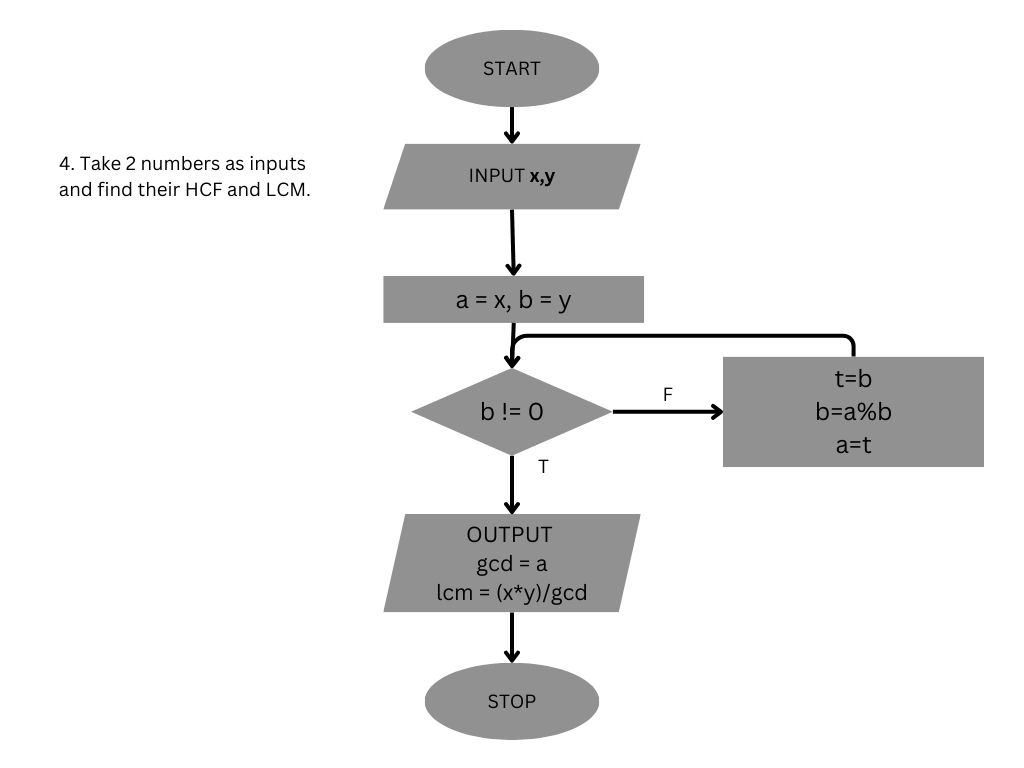 START
4. Take 2 numbers as inputs
and find their HCF and LCM.
INPUT x,y
a = x, b = y
b != 0
F
t=b
b=a%b
a=t
T
OUTPUT
gcd = a
lcm = (x*y)/gcd
STOP